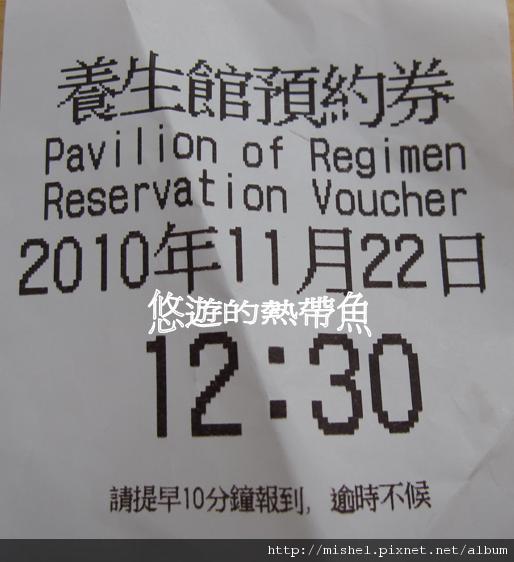 養生館預約券
Pavilion of Regimen
Reservation Voucher
2010年11月22日
悠遊的熱帶魚
12:30
請提早10分鐘報到, 逾時不候
http://mishel.pixnet.net/album